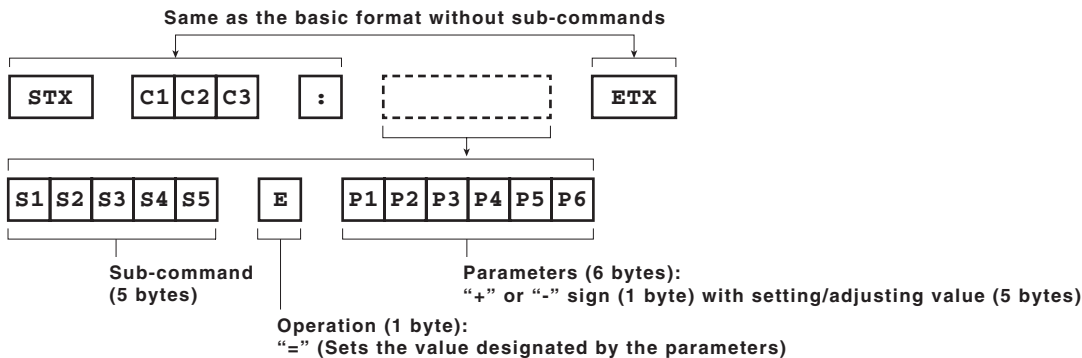 Same as the basic format without sub-commands
STX C1 C2 C3 : ETX
S1 S2 S3 S4 S5 E P1 P2 P3 P4 P5 P6
Sub-command
(5 bytes)
Parameters (6 bytes):
“+” or “-” sign (1 byte) with setting/adjusting value (5 bytes)
Operation (1 byte):
“=” (Sets the value designated by the parameters)